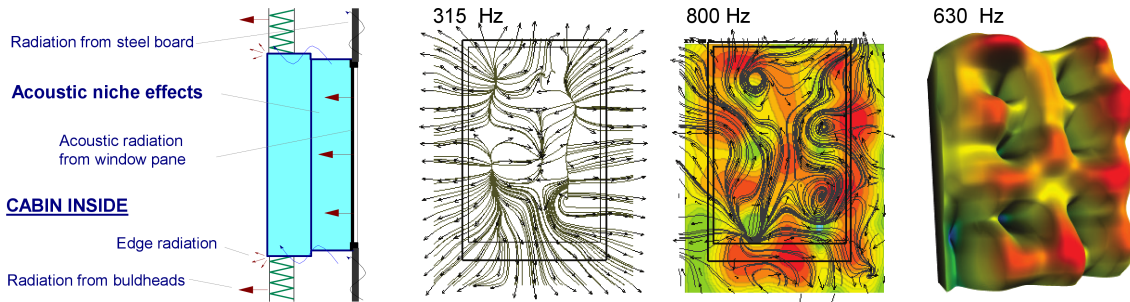 315 Hz
800 Hz
630 Hz
Radiation from steel board
Acoustic niche effects
Acoustic radiation
from window pane
CABIN INSIDE
Edge radiation
Radiation from buldheads